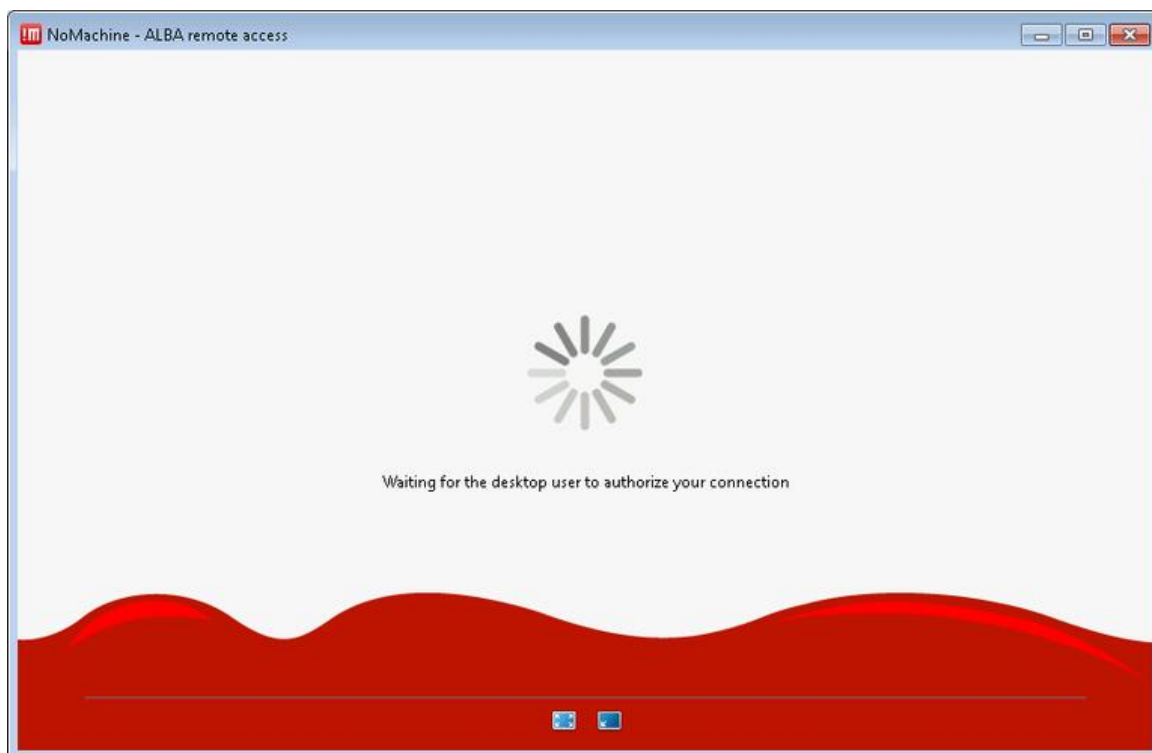 !M NoMachine - ALBA remote access
Waiting for the desktop user to authorize your connection